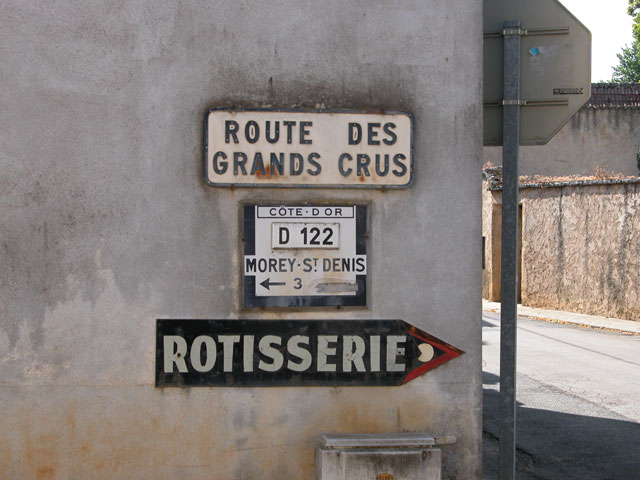 ROUTE DES
GRANDS CRUS
CÔTE-D'OR
D 122
MOREY-ST DENIS
← 3
ROTISSERIE